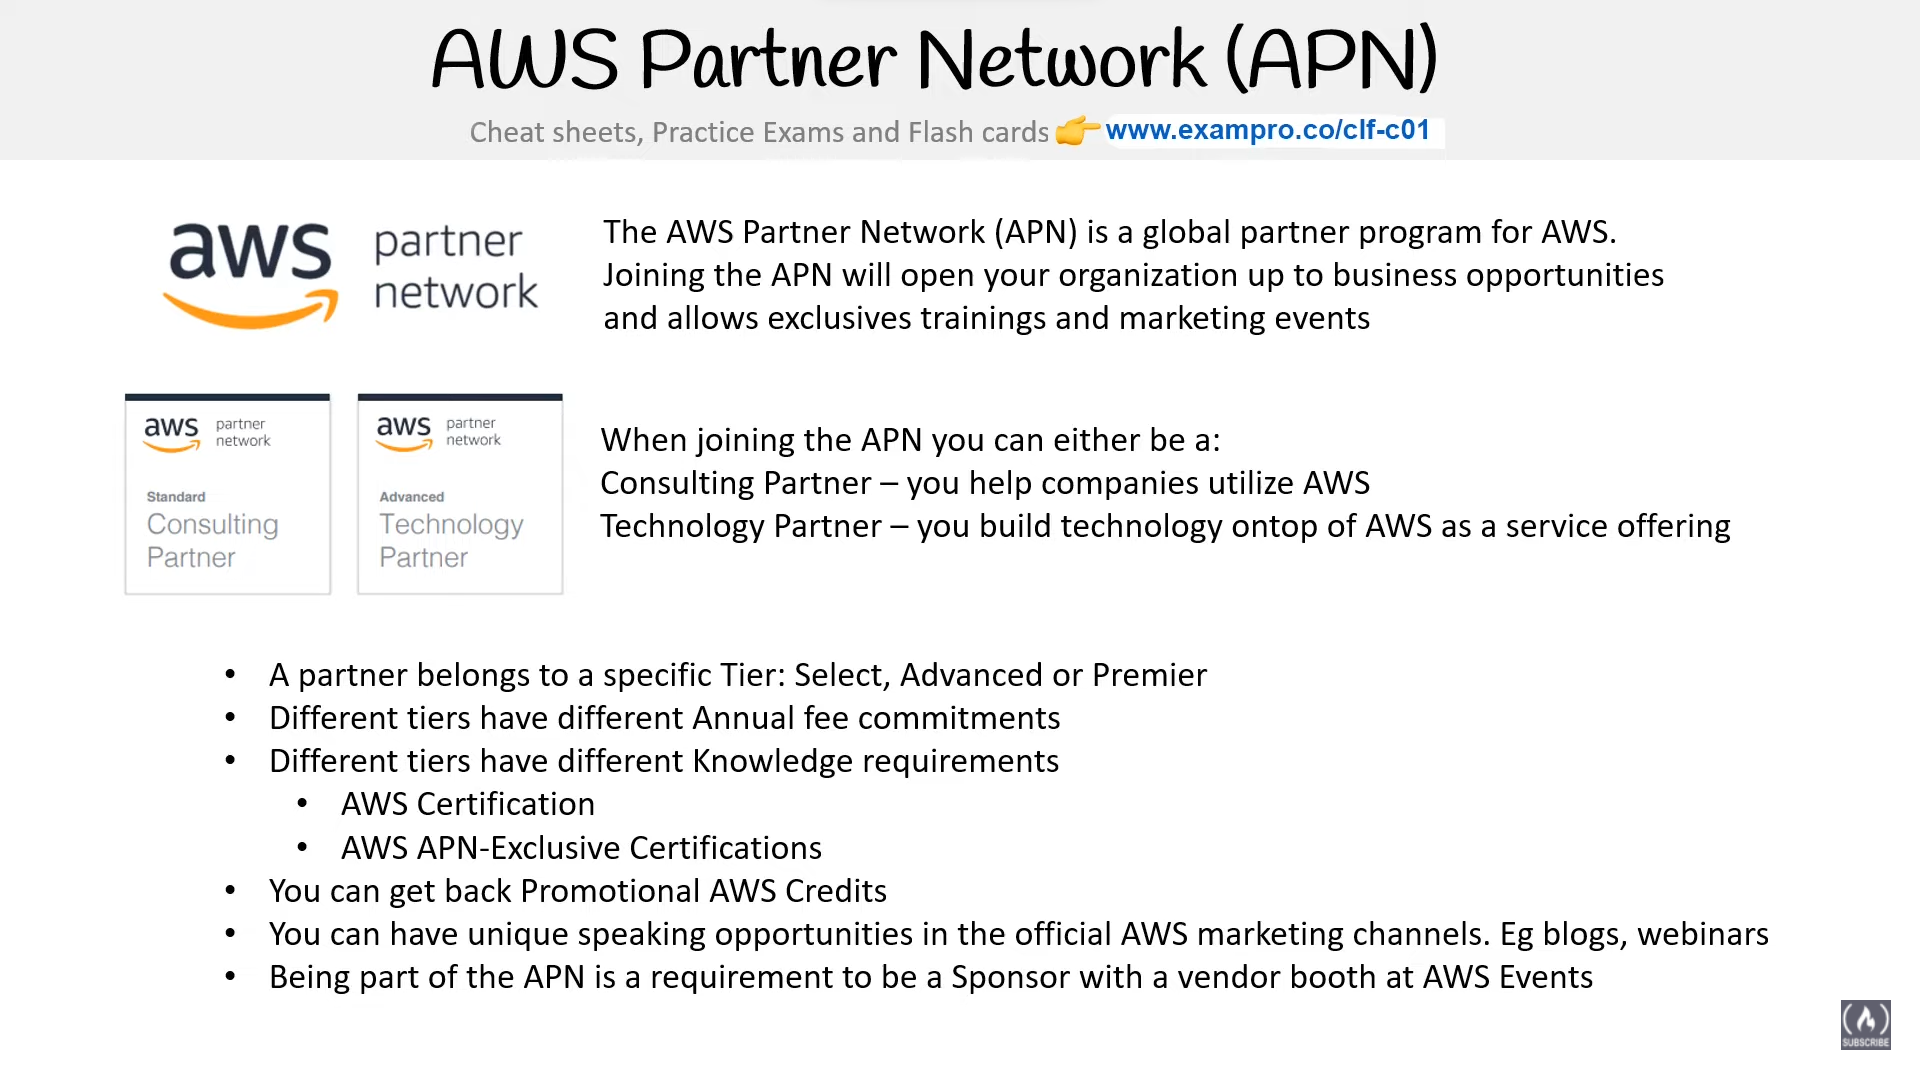 AWS Partner Network (APN)
Cheat sheets, Practice Exams and Flash cards 👉 www.exampro.co/clf-c01
aws partner network
The AWS Partner Network (APN) is a global partner program for AWS.
Joining the APN will open your organization up to business opportunities
and allows exclusives trainings and marketing events
aws partner network
Standard
Consulting
Partner
aws partner network
Advanced
Technology
Partner
When joining the APN you can either be a:
Consulting Partner – you help companies utilize AWS
Technology Partner – you build technology ontop of AWS as a service offering
• A partner belongs to a specific Tier: Select, Advanced or Premier
• Different tiers have different Annual fee commitments
• Different tiers have different Knowledge requirements
• AWS Certification
• AWS APN-Exclusive Certifications
• You can get back Promotional AWS Credits
• You can have unique speaking opportunities in the official AWS marketing channels. Eg blogs, webinars
• Being part of the APN is a requirement to be a Sponsor with a vendor booth at AWS Events
SUBSCRIBE